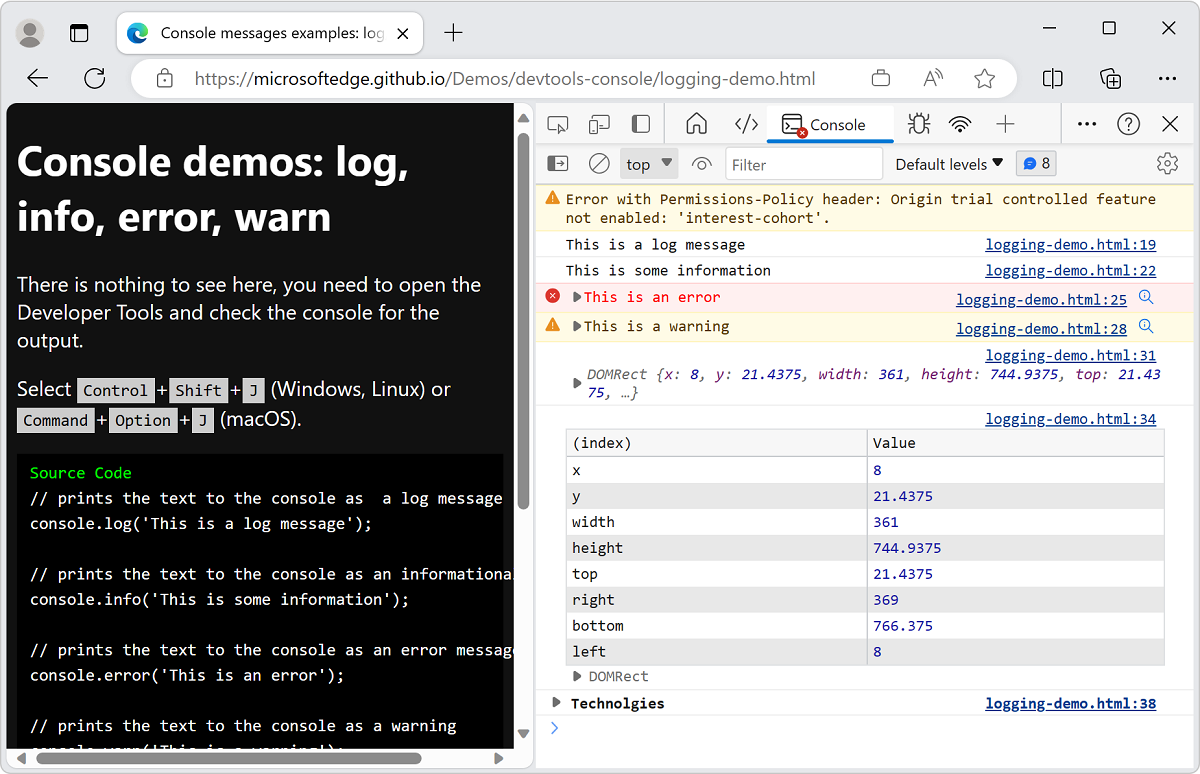 Console messages examples: log
https://microsoftedge.github.io/Demos/devtools-console/logging-demo.html
Console demos: log,
info, error, warn
There is nothing to see here, you need to open the
Developer Tools and check the console for the
output.
Select Control + Shift + J (Windows, Linux) or
Command + Option + J (macOS).
Source Code
// prints the text to the console as  a log message
console.log('This is a log message');
// prints the text to the console as an informationa
console.info('This is some information');
// prints the text to the console as an error messag
console.error('This is an error');
// prints the text to the console as a warning
console.warn('This is a warning');
Console
top Filter Default levels 8
Error with Permissions-Policy header: Origin trial controlled feature
not enabled: 'interest-cohort'.
This is a log message logging-demo.html:19
This is some information logging-demo.html:22
This is an error logging-demo.html:25
This is a warning logging-demo.html:28
logging-demo.html:31
DOMRect {x: 8, y: 21.4375, width: 361, height: 744.9375, top: 21.43
75, …}
logging-demo.html:34
(index) Value
x 8
y 21.4375
width 361
height 744.9375
top 21.4375
right 369
bottom 766.375
left 8
DOMRect
Technolgies logging-demo.html:38